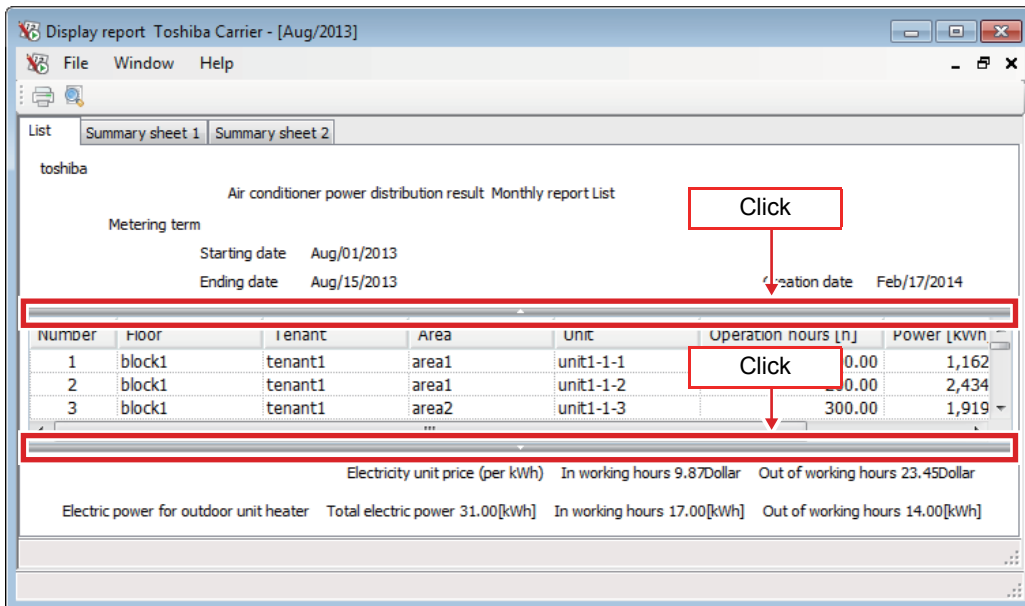 Display report Toshiba Carrier - [Aug/2013]
File Window Help
List Summary sheet 1 Summary sheet 2
toshiba
Air conditioner power distribution result Monthly report List
Click
Metering term
Starting date Aug/01/2013
Ending date Aug/15/2013 Creation date Feb/17/2014
Number Floor Tenant Area Unit Operation hours [h] Power [kWh
1 block1 tenant1 area1 unit1-1-1 0.00 1,162
Click
2 block1 tenant1 area1 unit1-1-2 200.00 2,434
3 block1 tenant1 area2 unit1-1-3 300.00 1,919
Electricity unit price (per kWh) In working hours 9.87Dollar Out of working hours 23.45Dollar
Electric power for outdoor unit heater Total electric power 31.00[kWh] In working hours 17.00[kWh] Out of working hours 14.00[kWh]